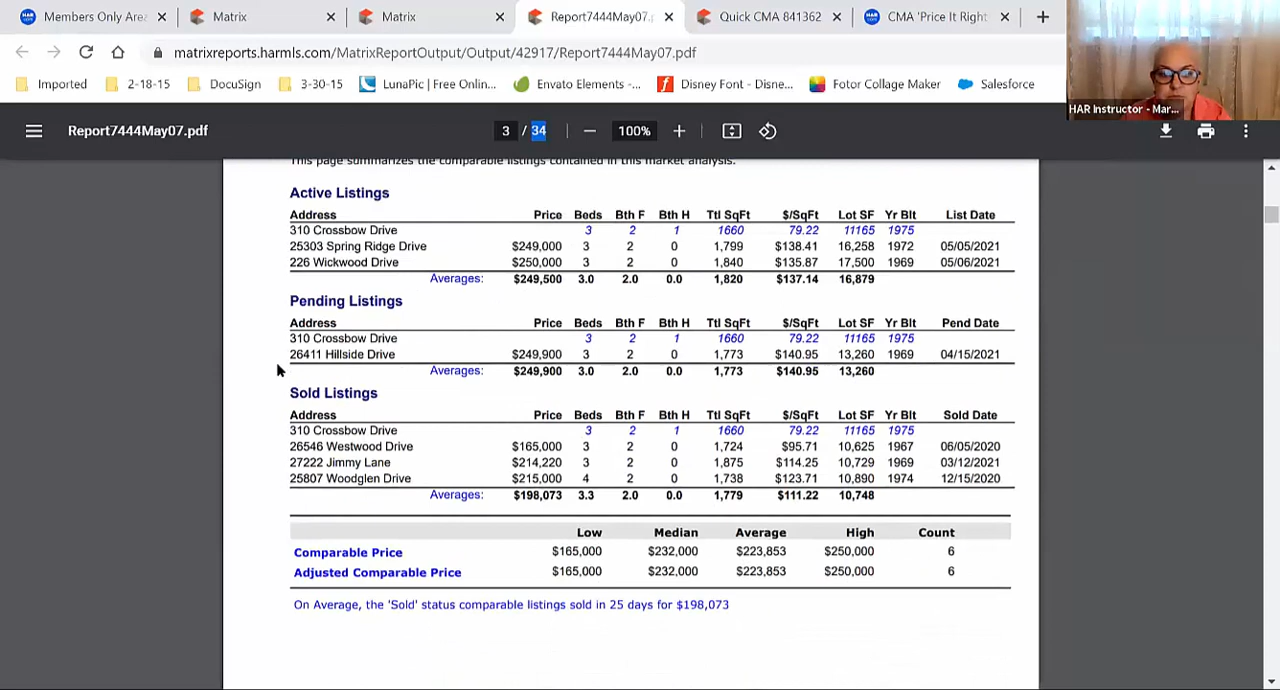 Members Only Area
Matrix
Matrix
Report7444May07.p
Quick CMA 841362
CMA 'Price It Right
matrixreports.harmls.com/MatrixReportOutput/Output/42917/Report7444May07.pdf
Imported
2-18-15
DocuSign
3-30-15
LunaPic | Free Onlin...
Envato Elements -...
Disney Font - Disne...
Fotor Collage Maker
Salesforce
HAR Instructor - Mar...
Report7444May07.pdf
3 / 34
100%
This page summarizes the comparable listings contained in this market analysis.
Active Listings
Address Price Beds Bth F Bth H Ttl SqFt $/SqFt Lot SF Yr Blt List Date
310 Crossbow Drive 3 2 1 1660 79.22 11165 1975
25303 Spring Ridge Drive $249,000 3 2 0 1,799 $138.41 16,258 1972 05/05/2021
226 Wickwood Drive $250,000 3 2 0 1,840 $135.87 17,500 1969 05/06/2021
Averages: $249,500 3.0 2.0 0.0 1,820 $137.14 16,879
Pending Listings
Address Price Beds Bth F Bth H Ttl SqFt $/SqFt Lot SF Yr Blt Pend Date
310 Crossbow Drive 3 2 1 1660 79.22 11165 1975
26411 Hillside Drive $249,900 3 2 0 1,773 $140.95 13,260 1969 04/15/2021
Averages: $249,900 3.0 2.0 0.0 1,773 $140.95 13,260
Sold Listings
Address Price Beds Bth F Bth H Ttl SqFt $/SqFt Lot SF Yr Blt Sold Date
310 Crossbow Drive 3 2 1 1660 79.22 11165 1975
26546 Westwood Drive $165,000 3 2 0 1,724 $95.71 10,625 1967 06/05/2020
27222 Jimmy Lane $214,220 3 2 0 1,875 $114.25 10,729 1969 03/12/2021
25807 Woodglen Drive $215,000 4 2 0 1,738 $123.71 10,890 1974 12/15/2020
Averages: $198,073 3.3 2.0 0.0 1,779 $111.22 10,748
Low Median Average High Count
Comparable Price $165,000 $232,000 $223,853 $250,000 6
Adjusted Comparable Price $165,000 $232,000 $223,853 $250,000 6
On Average, the 'Sold' status comparable listings sold in 25 days for $198,073